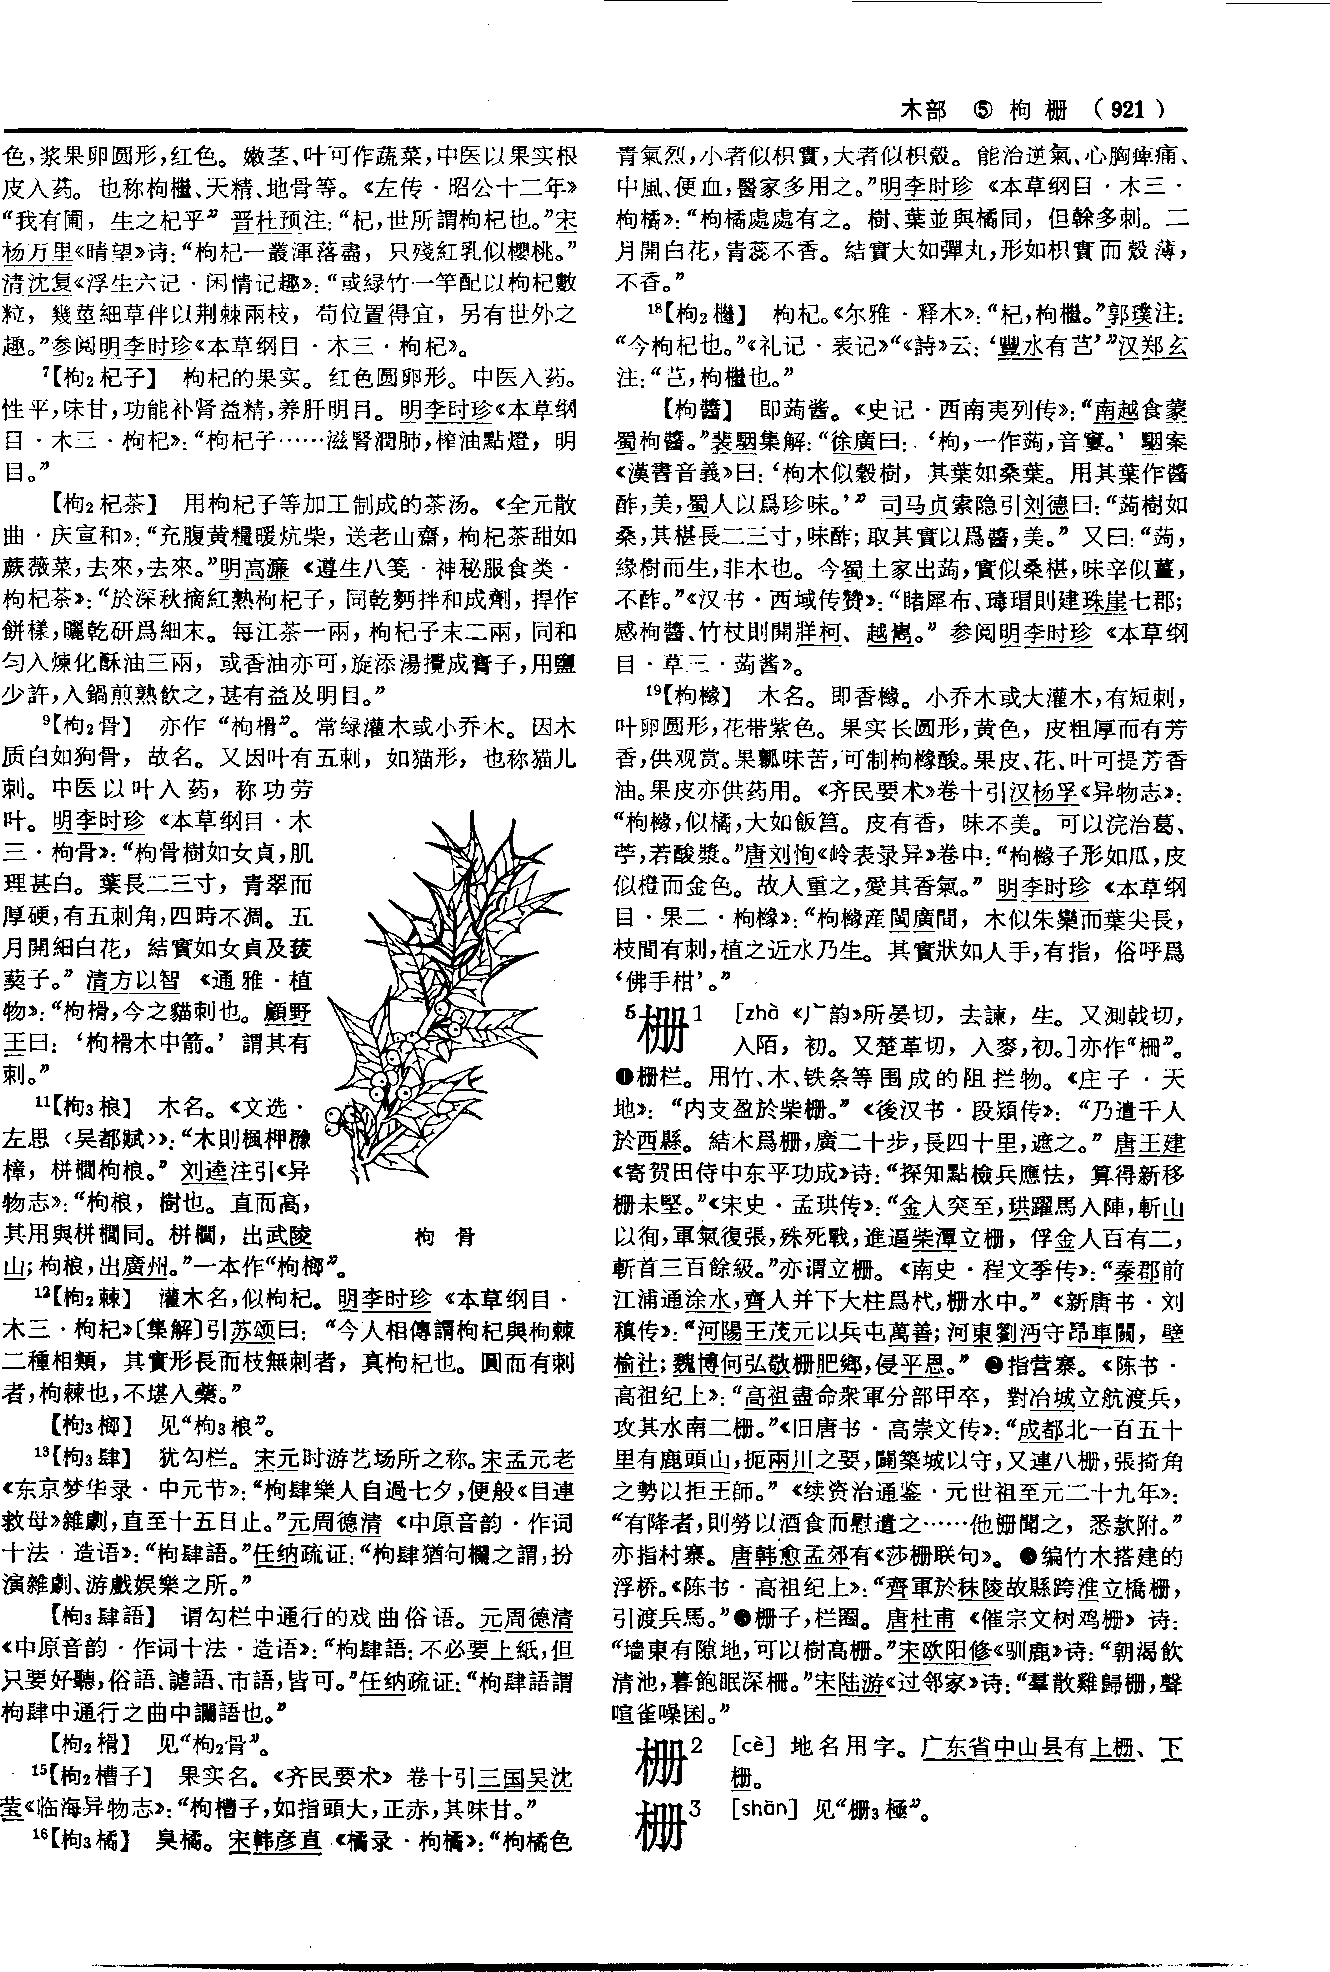 木部 ⑤ 枸 栅 （921）
色，浆果卵圆形，红色。嫩茎、叶可作蔬菜，中医以果实根
皮入药。也称枸檵、天精、地骨等。《左传·昭公十二年》
“我有圃，生之杞乎”晋杜预注：“杞，世所謂枸杞也。”宋
杨万里《晴望》诗：“枸杞一叢渾落盡，只殘紅乳似櫻桃。”
清沈复《浮生六记·闲情记趣》：“或緑竹一竿配以枸杞數
粒，幾莖細草伴以荆棘兩枝，苟位置得宜，另有世外之
趣。”参阅明李时珍《本草纲目·木三·枸杞》。
⁷【枸₂杞子】 枸杞的果实。红色圆卵形。中医入药。
性平，味甘，功能补肾益精，养肝明目。明李时珍《本草纲
目·木三·枸杞》：“枸杞子……滋腎潤肺，榨油點燈，明
目。”
【枸₂杞茶】 用枸杞子等加工制成的茶汤。《全元散
曲·庆宣和》：“充腹黄糧暖炕柴，送老山齋，枸杞茶甜如
蕨薇菜，去來，去來。”明高濂《遵生八笺·神秘服食类·
枸杞茶》：“於深秋摘紅熟枸杞子，同乾麪拌和成劑，捍作
餅樣，曬乾研爲細末。每江茶一兩，枸杞子末二兩，同和
匀入煉化酥油三兩，或香油亦可，旋添湯攪成膏子，用鹽
少許，入鍋煎熟飲之，甚有益及明目。”
⁹【枸₂骨】 亦作“枸榾”。常绿灌木或小乔木。因木
质白如狗骨，故名。又因叶有五刺，如猫形，也称猫儿
刺。中医以叶入药，称功劳
叶。明李时珍《本草纲目·木
三·枸骨》：“枸骨樹如女貞，肌
理甚白。葉長二三寸，青翠而
厚硬，有五刺角，四時不凋。五
月開細白花，結實如女貞及菝
葜子。”清方以智《通雅·植
物》：“枸榾，今之貓刺也。顧野
王曰：‘枸榾木中箭。’謂其有
刺。”
¹¹【枸₃桹】 木名。《文选·
左思〈吴都赋〉》：“木則楓柙櫲
樟，栟櫚枸桹。”刘逵注引《异
物志》：“枸桹，樹也。直而高，
其用與栟櫚同。栟櫚，出武陵
山；枸桹，出廣州。”一本作“枸榔”。
枸 骨
¹²【枸₂棘】 灌木名，似枸杞。明李时珍《本草纲目·
木三·枸杞》〔集解〕引苏颂曰：“今人相傳謂枸杞與枸棘
二種相類，其實形長而枝無刺者，真枸杞也。圓而有刺
者，枸棘也，不堪入藥。”
【枸₃榔】 见“枸₃桹”。
¹³【枸₃肆】 犹勾栏。宋元时游艺场所之称。宋孟元老
《东京梦华录·中元节》：“枸肆樂人自過七夕，便般《目連
救母》雜劇，直至十五日止。”元周德清《中原音韵·作词
十法·造语》：“枸肆語。”任纳疏证：“枸肆猶句欄之謂，扮
演雜劇、游戲娱樂之所。”
【枸₃肆語】 谓勾栏中通行的戏曲俗语。元周德清
《中原音韵·作词十法·造语》：“枸肆語：不必要上紙，但
只要好聽，俗語、謔語、市語，皆可。”任纳疏证：“枸肆語謂
枸肆中通行之曲中讕語也。”
【枸₂榾】 见“枸₂骨”。
¹⁵【枸₂槽子】 果实名。《齐民要术》卷十引三国吴沈
莹《临海异物志》：“枸槽子，如指頭大，正赤，其味甘。”
¹⁶【枸₃橘】 臭橘。宋韩彦直《橘录·枸橘》：“枸橘色
青氣烈，小者似枳實，大者似枳殻。能治逆氣、心胸痺痛、
中風、便血，醫家多用之。”明李时珍《本草纲目·木三·
枸橘》：“枸橘處處有之。樹、葉並與橘同，但幹多刺。二
月開白花，青蕊不香。結實大如彈丸，形如枳實而殻薄，
不香。”
¹⁸【枸₂檵】 枸杞。《尔雅·释木》：“杞，枸檵。”郭璞注：
“今枸杞也。”《礼记·表记》“《詩》云：‘豐水有芑’”汉郑玄
注：“芑，枸檵也。”
【枸醬】 即蒟酱。《史记·西南夷列传》：“南越食蒙
蜀枸醬。”裴駰集解：“徐廣曰：‘枸，一作蒟，音窶。’駰案
《漢書音義》曰：‘枸木似穀樹，其葉如桑葉。用其葉作醬
酢，美，蜀人以爲珍味。’”司马贞索隐引刘德曰：“蒟樹如
桑，其椹長二三寸，味酢；取其實以爲醬，美。”又曰：“蒟，
緣樹而生，非木也。今蜀土家出蒟，實似桑椹，味辛似薑，
不酢。”《汉书·西域传赞》：“睹犀布、瑇瑁則建珠崖七郡；
感枸醬、竹杖則開牂柯、越嶲。”参阅明李时珍《本草纲
目·草三·蒟酱》。
¹⁹【枸櫞】 木名。即香橼。小乔木或大灌木，有短刺，
叶卵圆形，花带紫色。果实长圆形，黄色，皮粗厚而有芳
香，供观赏。果瓤味苦，可制枸橼酸。果皮、花、叶可提芳香
油。果皮亦供药用。《齐民要术》卷十引汉杨孚《异物志》：
“枸櫞，似橘，大如飯筥。皮有香，味不美。可以浣治葛、
苧，若酸漿。”唐刘恂《岭表录异》卷中：“枸櫞子形如瓜，皮
似橙而金色。故人重之，愛其香氣。”明李时珍《本草纲
目·果二·枸橼》：“枸櫞産閩廣間，木似朱欒而葉尖長，
枝間有刺，植之近水乃生。其實狀如人手，有指，俗呼爲
‘佛手柑’。”
⁵栅¹ [zhà 《广韵》所晏切，去諫，生。又測戟切，
入陌，初。又楚革切，入麥，初。]亦作“柵”。
❶栅栏。用竹、木、铁条等围成的阻拦物。《庄子·天
地》：“内支盈於柴栅。”《後汉书·段颎传》：“乃遣千人
於西縣。結木爲栅，廣二十步，長四十里，遮之。”唐王建
《寄贺田侍中东平功成》诗：“探知點檢兵應怯，算得新移
栅未堅。”《宋史·孟珙传》：“金人突至，珙躍馬入陣，斬山
以徇，軍氣復張，殊死戰，進逼柴潭立栅，俘金人百有二，
斬首三百餘級。”亦谓立栅。《南史·程文季传》：“秦郡前
江浦通涂水，齊人并下大柱爲杙，栅水中。”《新唐书·刘
稹传》：“河陽王茂元以兵屯萬善；河東劉沔守昂車關，壁
榆社；魏博何弘敬栅肥鄉，侵平恩。” ❷指营寨。《陈书·
高祖纪上》：“高祖盡命衆軍分部甲卒，對冶城立航渡兵，
攻其水南二栅。”《旧唐书·高崇文传》：“成都北一百五十
里有鹿頭山，扼兩川之要，闢築城以守，又連八栅，張掎角
之勢以拒王師。”《续资治通鉴·元世祖至元二十九年》：
“有降者，則勞以酒食而慰遣之……他栅聞之，悉款附。”
亦指村寨。唐韩愈孟郊有《莎栅联句》。❸编竹木搭建的
浮桥。《陈书·高祖纪上》：“齊軍於秣陵故縣跨淮立橋栅，
引渡兵馬。”❹栅子，栏圈。唐杜甫《催宗文树鸡栅》诗：
“墻東有隙地，可以樹高栅。”宋欧阳修《驯鹿》诗：“朝渴飲
清池，暮飽眠深栅。”宋陆游《过邻家》诗：“羣散雞歸栅，聲
喧雀噪困。”
栅² [cè] 地名用字。广东省中山县有上栅、下
栅。
栅³ [shān] 见“栅₃極”。